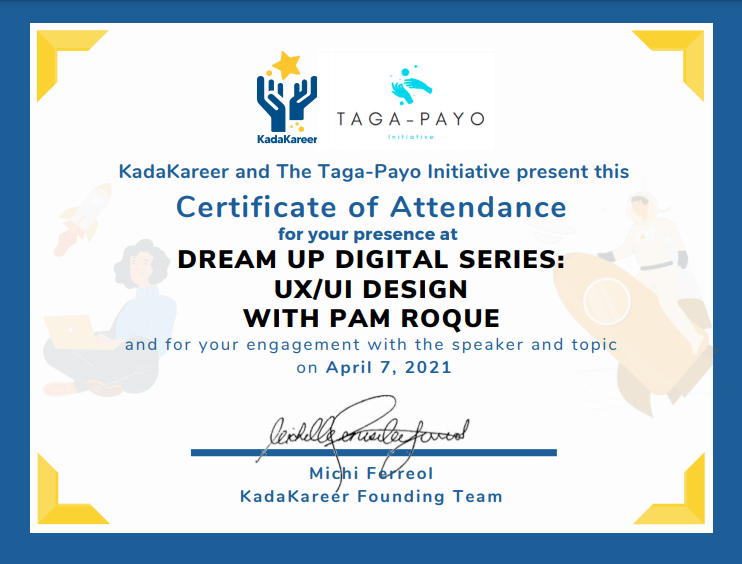 KadaKareer
TAGA-PAYO
Initiative
KadaKareer and The Taga-Payo Initiative present this
Certificate of Attendance
for your presence at
DREAM UP DIGITAL SERIES:
UX/UI DESIGN
WITH PAM ROQUE
and for your engagement with the speaker and topic
on April 7, 2021
Michi Ferreol
KadaKareer Founding Team